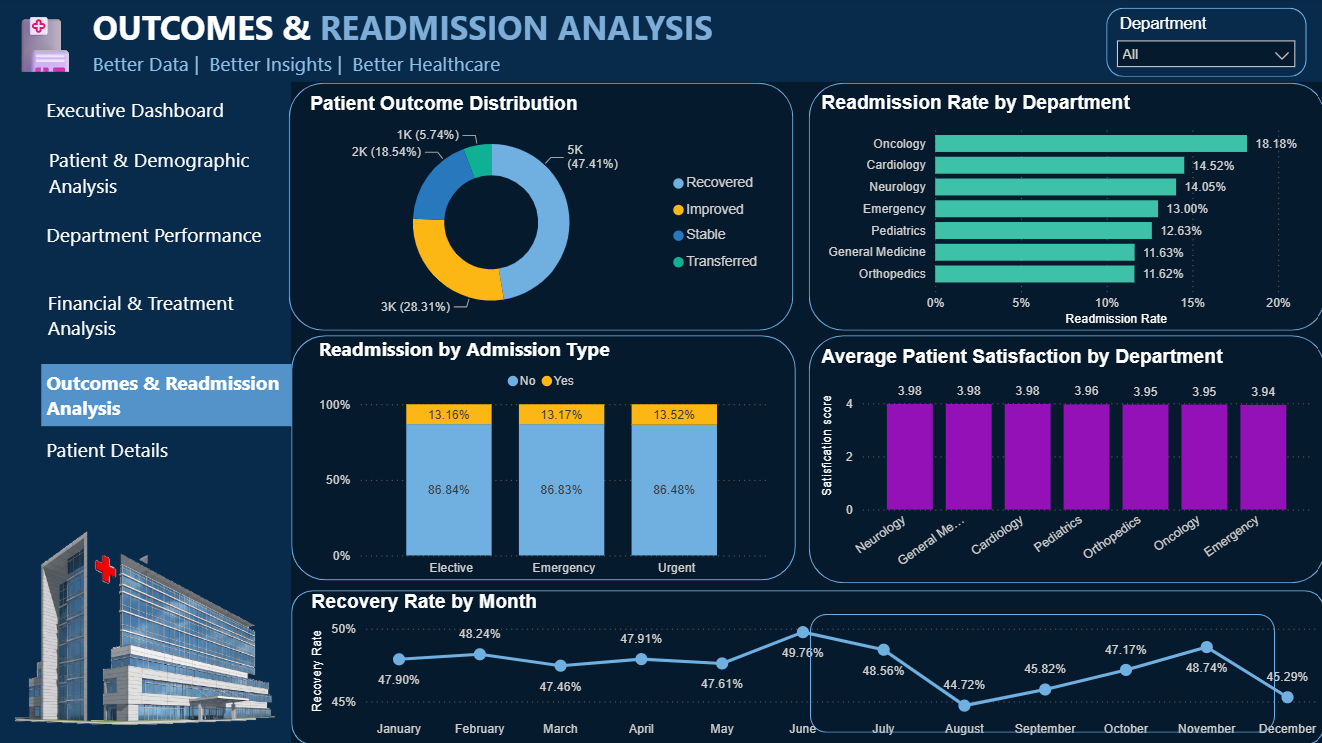 OUTCOMES & READMISSION ANALYSIS
Better Data | Better Insights | Better Healthcare
Department
All
Executive Dashboard
Patient & Demographic
Analysis
Department Performance
Financial & Treatment
Analysis
Outcomes & Readmission
Analysis
Patient Details
Patient Outcome Distribution
1K (5.74%)
2K (18.54%)
5K
(47.41%)
3K (28.31%)
Recovered
Improved
Stable
Transferred
Readmission Rate by Department
Oncology 18.18%
Cardiology 14.52%
Neurology 14.05%
Emergency 13.00%
Pediatrics 12.63%
General Medicine 11.63%
Orthopedics 11.62%
0% 5% 10% 15% 20%
Readmission Rate
Readmission by Admission Type
No Yes
100%
13.16% 13.17% 13.52%
50%
86.84% 86.83% 86.48%
0%
Elective Emergency Urgent
Average Patient Satisfaction by Department
Satisfication score
3.98 3.98 3.98 3.96 3.95 3.95 3.94
4
2
0
Neurology General Me... Cardiology Pediatrics Orthopedics Oncology Emergency
Recovery Rate by Month
Recovery Rate
50%
45%
47.90% 48.24% 47.46% 47.91% 47.61% 49.76% 48.56% 44.72% 45.82% 47.17% 48.74% 45.29%
January February March April May June July August September October November December